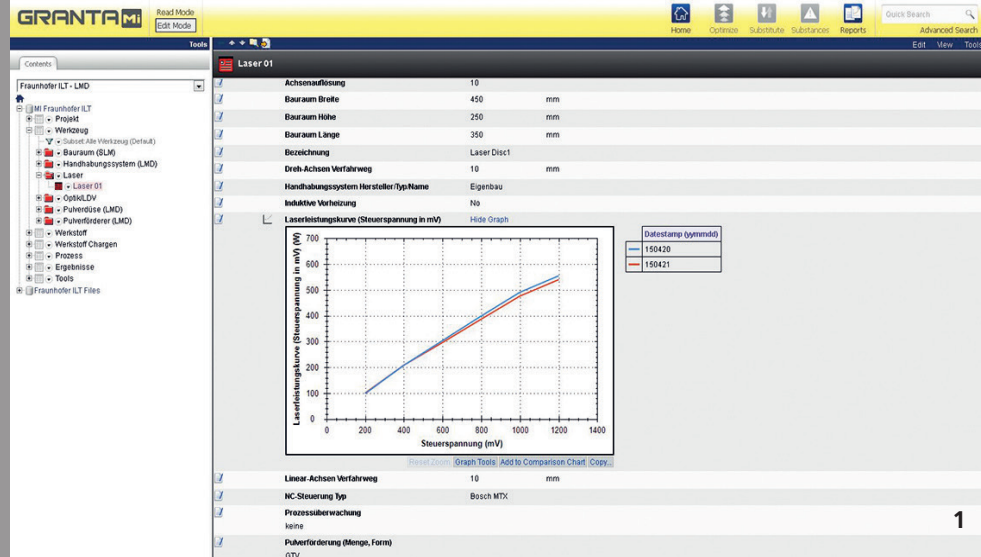 GRANTA MI
Read Mode
Edit Mode
Home
Optimize
Substitute
Substances
Reports
Quick Search
Advanced Search
Tools
Edit View Tools
Contents
Laser 01
Fraunhofer ILT - LMD
MI Fraunhofer ILT
Projekt
Werkzeug
Subset: Alle Werkzeug (Default)
Bauraum (SLM)
Handhabungssystem (LMD)
Laser
Laser 01
Optik/LDV
Pulverdüse (LMD)
Pulverförderer (LMD)
Werkstoff
Werkstoff Chargen
Prozess
Ergebnisse
Tools
Fraunhofer ILT Files
Achsenauflösung 10
Bauraum Breite 450 mm
Bauraum Höhe 250 mm
Bauraum Länge 350 mm
Bezeichnung Laser Disc1
Dreh-Achsen Verfahrweg 10 mm
Handhabungssystem Hersteller/Typ/Name Eigenbau
Induktive Vorheizung No
Laserleistungskurve (Steuerspannung in mV) Hide Graph
Laserleistungskurve (Steuerspannung in mV) (W)
700
600
500
400
300
200
100
0
0 200 400 600 800 1000 1200 1400
Steuerspannung (mV)
Datestamp (yymmdd)
150420
150421
Reset Zoom Graph Tools Add to Comparison Chart Copy...
Linear-Achsen Verfahrweg 10 mm
NC-Steuerung Typ Bosch MTX
Prozessüberwachung
keine
Pulverförderung (Menge, Form)
GTV
1